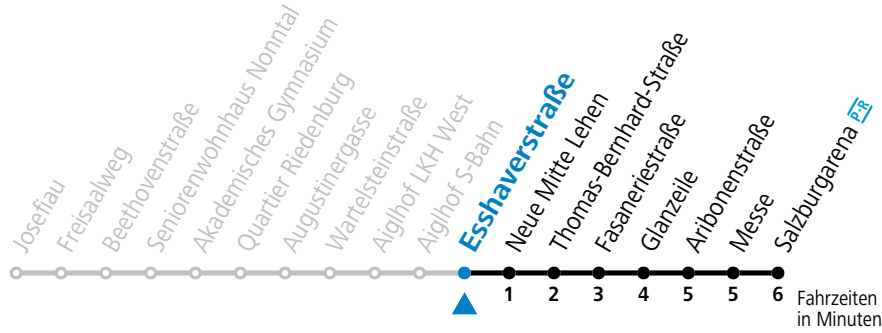 Josefiau
Freisaalweg
Beethovenstraße
Seniorenwohnhaus Nonntal
Akademisches Gymnasium
Quartier Riedenburg
Augustinergasse
Wartelsteinstraße
Aiglhof LKH West
Aiglhof S-Bahn
Esshaverstraße
Neue Mitte Lehen
Thomas-Bernhard-Straße
Fasaneriestraße
Glanzeile
Aribonenstraße
Messe
Salzburgarena P+R
1 2 3 4 5 5 6
Fahrzeiten
in Minuten